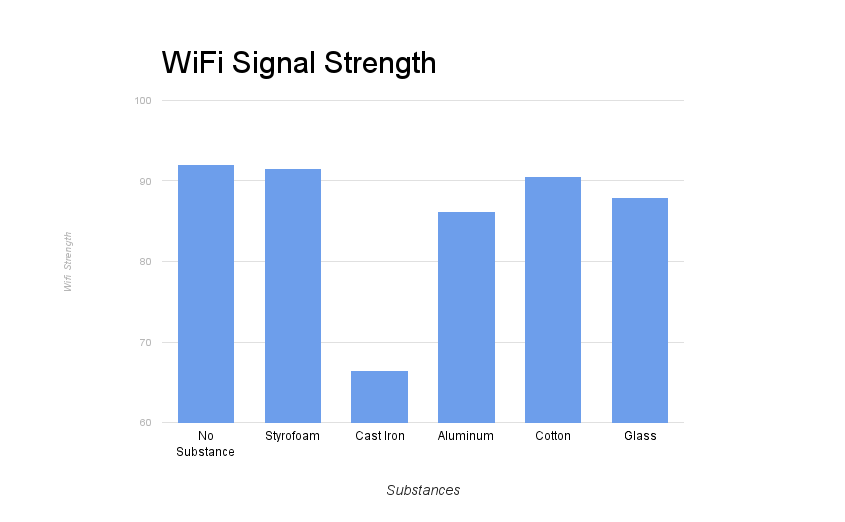 WiFi Signal Strength
100
90
80
70
60
Wifi Strength
No
Substance
Styrofoam
Cast Iron
Aluminum
Cotton
Glass
Substances